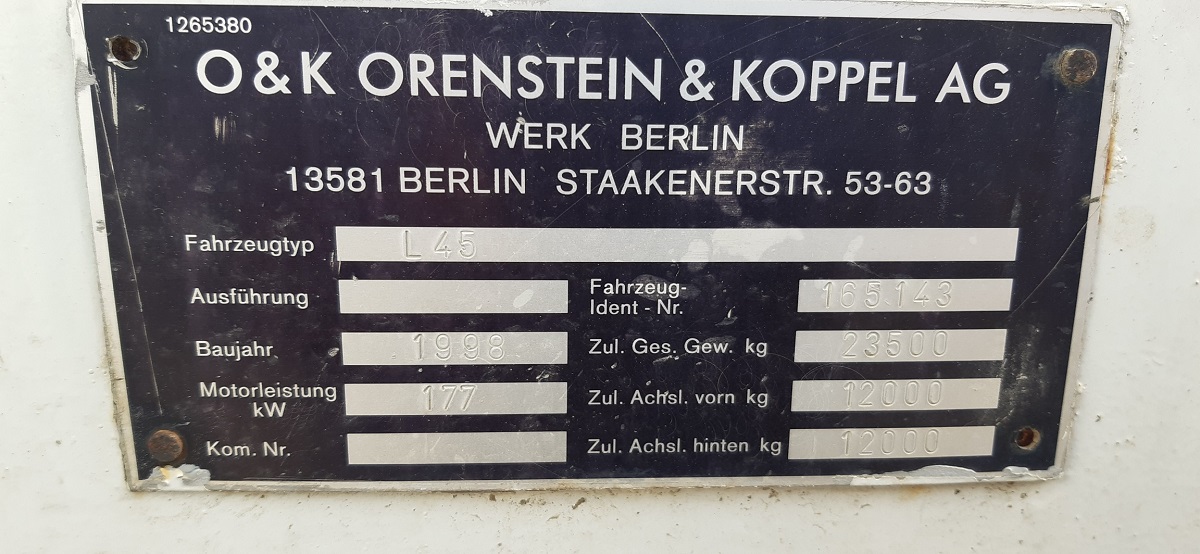 1265380
O&K ORENSTEIN & KOPPEL AG
WERK BERLIN
13581 BERLIN STAAKENERSTR. 53-63
Fahrzeugtyp L 45
Ausführung
Fahrzeug-
Ident - Nr. 165143
Baujahr 1998 Zul. Ges. Gew. kg 23500
Motorleistung
kW 177 Zul. Achsl. vorn kg 12000
Kom. Nr. Zul. Achsl. hinten kg 12000